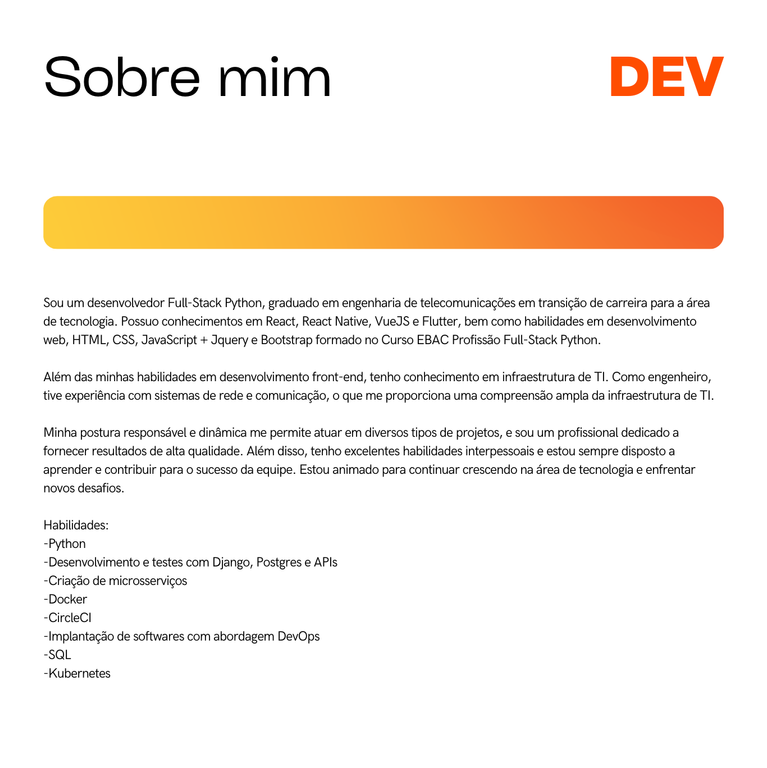 Sobre mim
DEV
Sou um desenvolvedor Full-Stack Python, graduado em engenharia de telecomunicações em transição de carreira para a área
de tecnologia. Possuo conhecimentos em React, React Native, VueJS e Flutter, bem como habilidades em desenvolvimento
web, HTML, CSS, JavaScript + Jquery e Bootstrap formado no Curso EBAC Profissão Full-Stack Python.
Além das minhas habilidades em desenvolvimento front-end, tenho conhecimento em infraestrutura de TI. Como engenheiro,
tive experiência com sistemas de rede e comunicação, o que me proporciona uma compreensão ampla da infraestrutura de TI.
Minha postura responsável e dinâmica me permite atuar em diversos tipos de projetos, e sou um profissional dedicado a
fornecer resultados de alta qualidade. Além disso, tenho excelentes habilidades interpessoais e estou sempre disposto a
aprender e contribuir para o sucesso da equipe. Estou animado para continuar crescendo na área de tecnologia e enfrentar
novos desafios.
Habilidades:
-Python
-Desenvolvimento e testes com Django, Postgres e APIs
-Criação de microsserviços
-Docker
-CircleCI
-Implantação de softwares com abordagem DevOps
-SQL
-Kubernetes